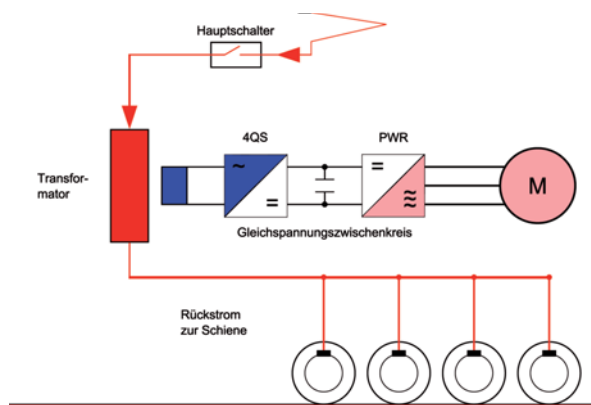 Hauptschalter
4QS
PWR
~
=
=
≈
Transfor-
mator
M
Gleichspannungszwischenkreis
Rückstrom
zur Schiene